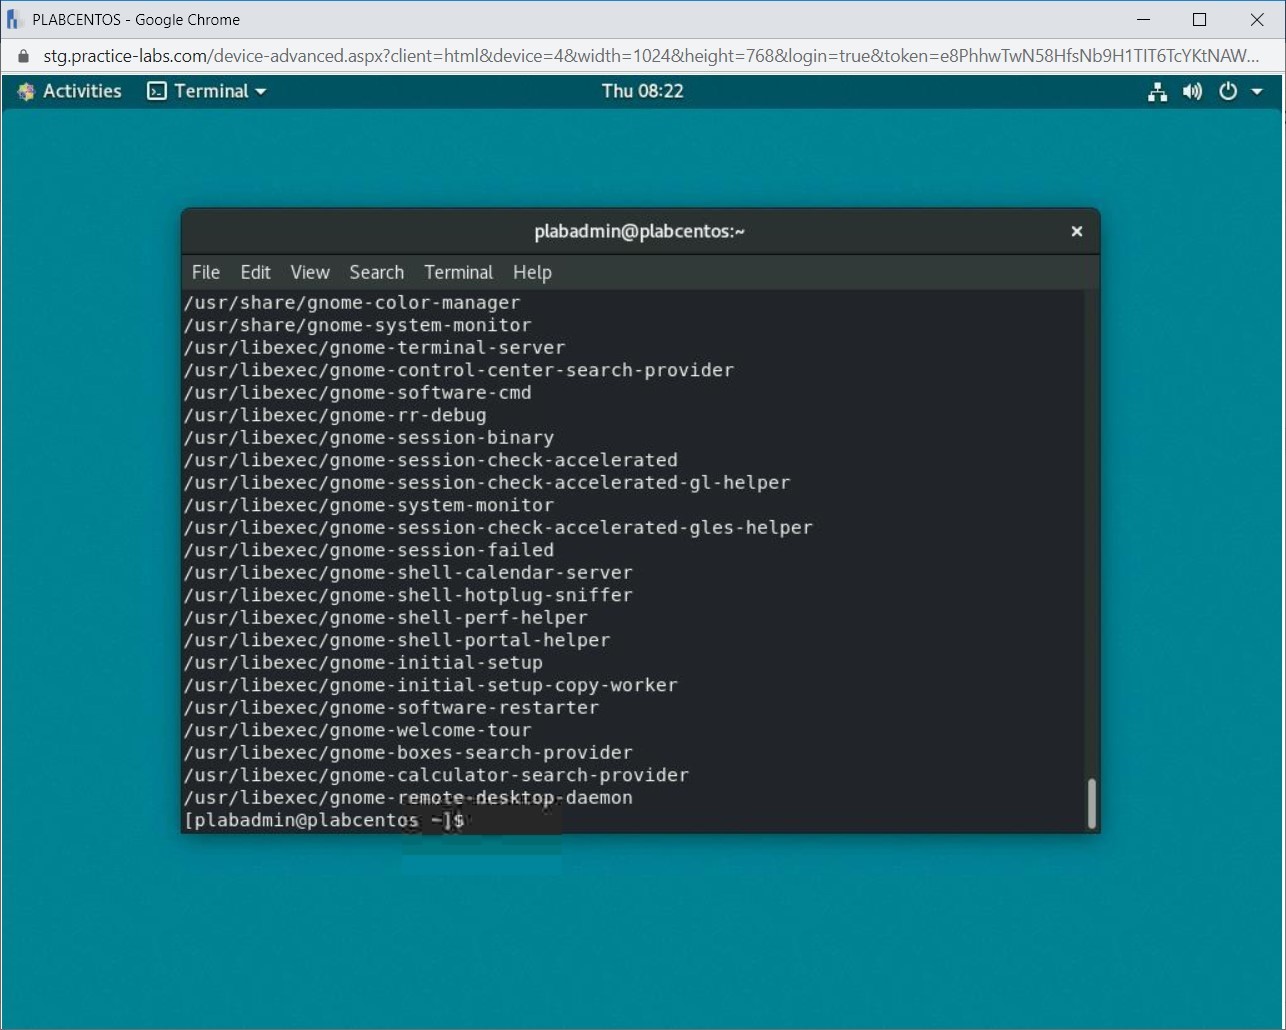 PLABCENTOS - Google Chrome
stg.practice-labs.com/device-advanced.aspx?client=html&device=4&width=1024&height=768&login=true&token=e8PhhwTwN58HfsNb9H1TIT6TcYKtNAW...
Activities Terminal Thu 08:22
plabadmin@plabcentos:~
File Edit View Search Terminal Help
/usr/share/gnome-color-manager
/usr/share/gnome-system-monitor
/usr/libexec/gnome-terminal-server
/usr/libexec/gnome-control-center-search-provider
/usr/libexec/gnome-software-cmd
/usr/libexec/gnome-rr-debug
/usr/libexec/gnome-session-binary
/usr/libexec/gnome-session-check-accelerated
/usr/libexec/gnome-session-check-accelerated-gl-helper
/usr/libexec/gnome-system-monitor
/usr/libexec/gnome-session-check-accelerated-gles-helper
/usr/libexec/gnome-session-failed
/usr/libexec/gnome-shell-calendar-server
/usr/libexec/gnome-shell-hotplug-sniffer
/usr/libexec/gnome-shell-perf-helper
/usr/libexec/gnome-shell-portal-helper
/usr/libexec/gnome-initial-setup
/usr/libexec/gnome-initial-setup-copy-worker
/usr/libexec/gnome-software-restarter
/usr/libexec/gnome-welcome-tour
/usr/libexec/gnome-boxes-search-provider
/usr/libexec/gnome-calculator-search-provider
/usr/libexec/gnome-remote-desktop-daemon
[plabadmin@plabcentos ~]$